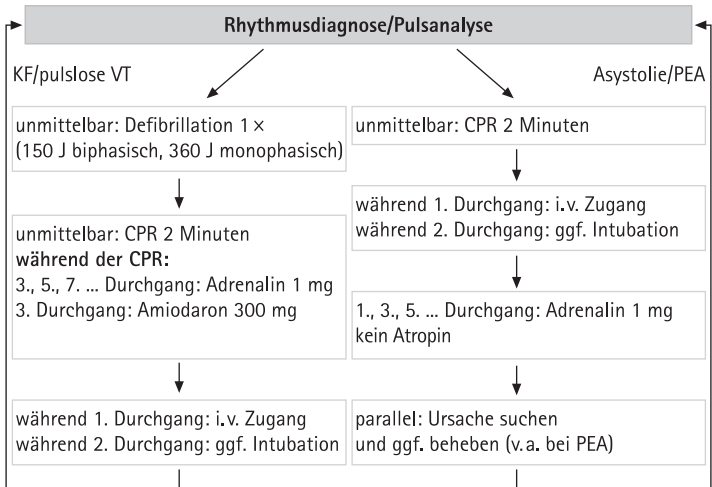 Rhythmusdiagnose/Pulsanalyse
KF/pulslose VT
Asystolie/PEA
unmittelbar: Defibrillation 1 ×
(150 J biphasisch, 360 J monophasisch)
unmittelbar: CPR 2 Minuten
während der CPR:
3., 5., 7. ... Durchgang: Adrenalin 1 mg
3. Durchgang: Amiodaron 300 mg
während 1. Durchgang: i.v. Zugang
während 2. Durchgang: ggf. Intubation
unmittelbar: CPR 2 Minuten
während 1. Durchgang: i.v. Zugang
während 2. Durchgang: ggf. Intubation
1., 3., 5. ... Durchgang: Adrenalin 1 mg
kein Atropin
parallel: Ursache suchen
und ggf. beheben (v. a. bei PEA)